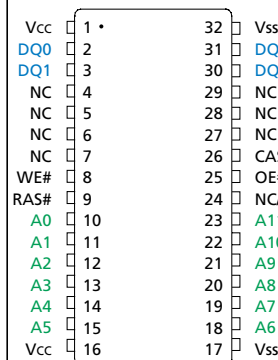 Vcc 1 • 32 Vss
DQ0 2 31
DQ1 3 30
NC 4 29 NC
NC 5 28 NC
NC 6 27 NC
NC 7 26
WE# 8 25
RAS# 9 24
A0 10 23
A1 11 22
A2 12 21 A9
A3 13 20 A8
A4 14 19 A7
A5 15 18 A6
Vcc 16 17 Vss